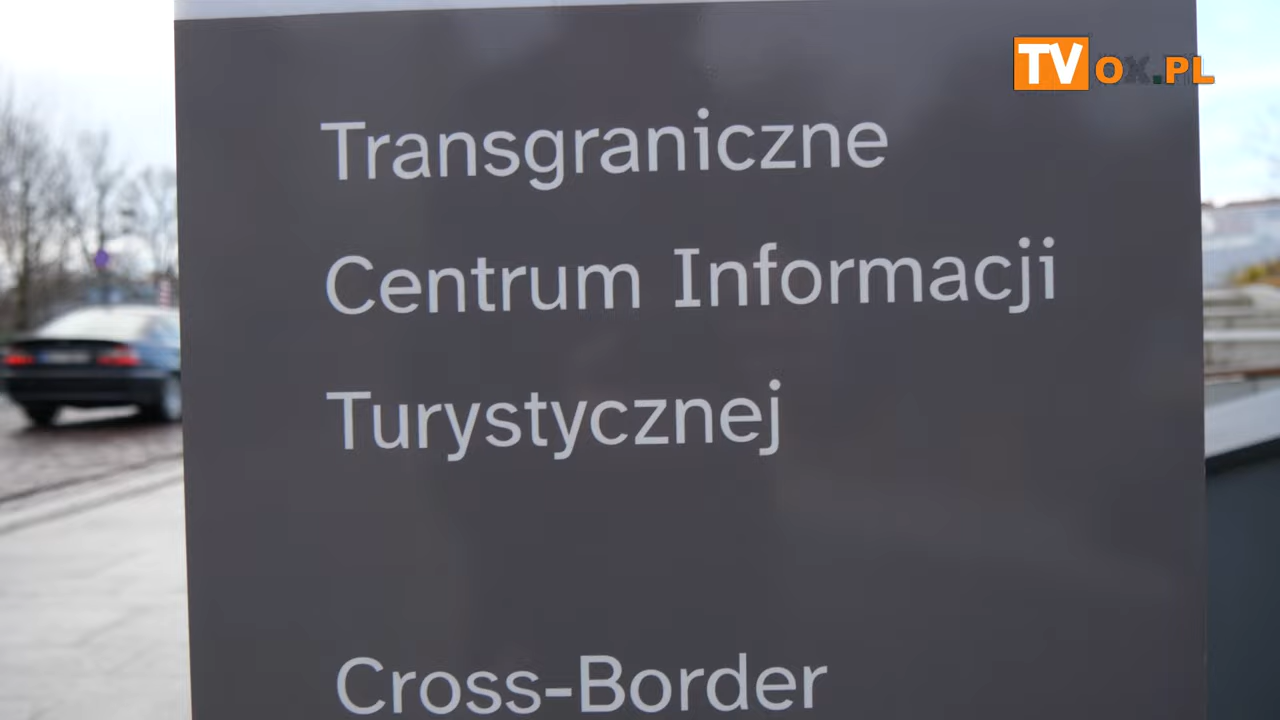 TVOX.PL
Transgraniczne
Centrum Informacji
Turystycznej
Cross-Border